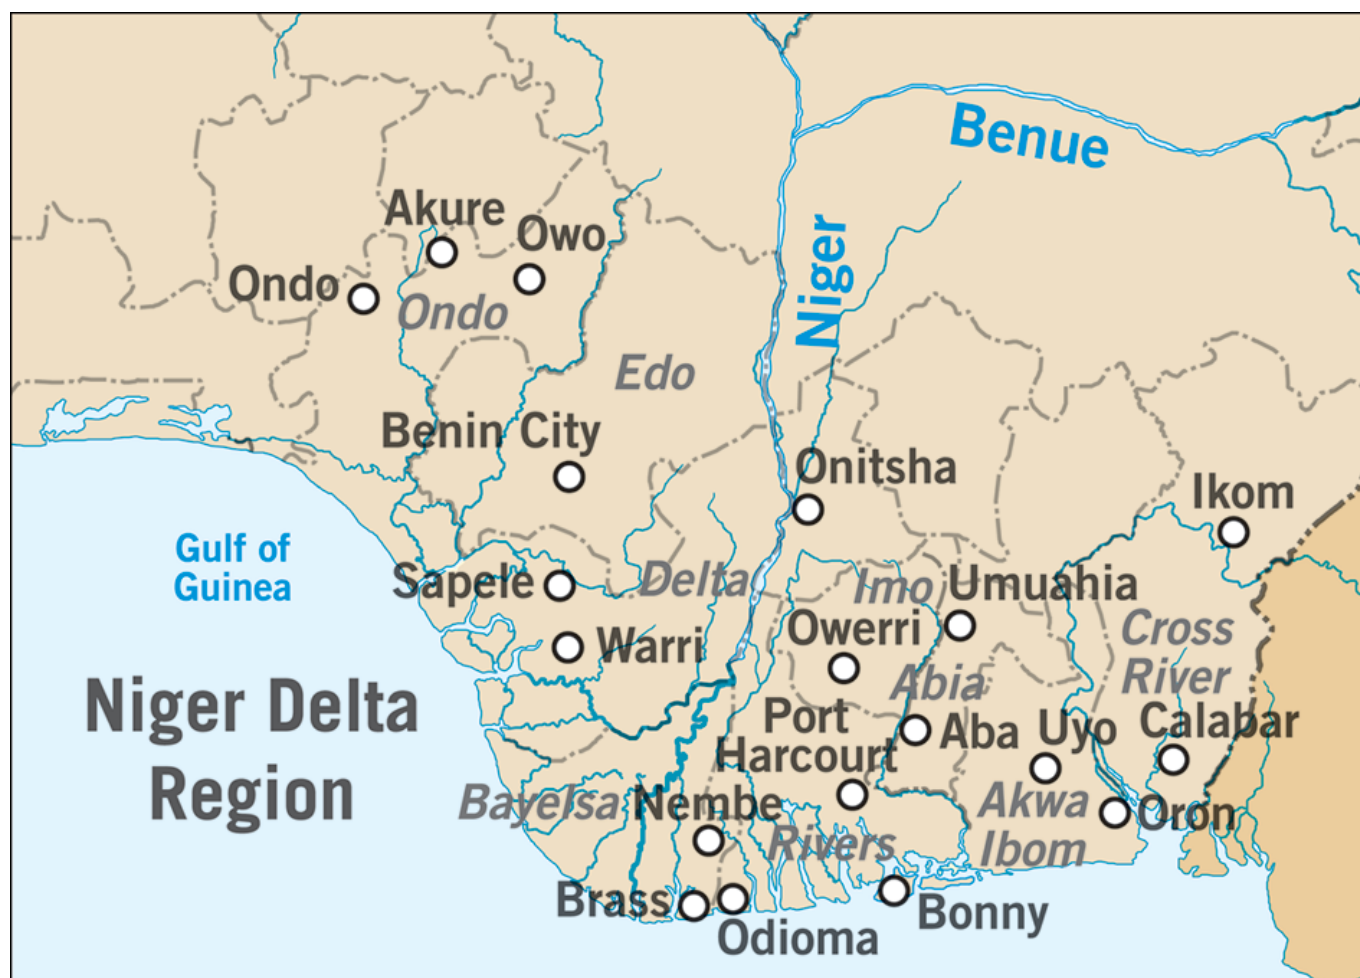 Benue
Akure
Owo
Niger
Ondo
Ondo
Edo
Benin City
Onitsha
Ikom
Gulf of
Guinea
Sapele
Delta
Imo
Umuahia
Owerri
Warri
Cross
River
Abia
Niger Delta
Region
Port
Harcourt
Aba
Uyo
Calabar
Bayelsa
Nembe
Akwa
Ibom
Oron
Rivers
Brass
Odioma
Bonny